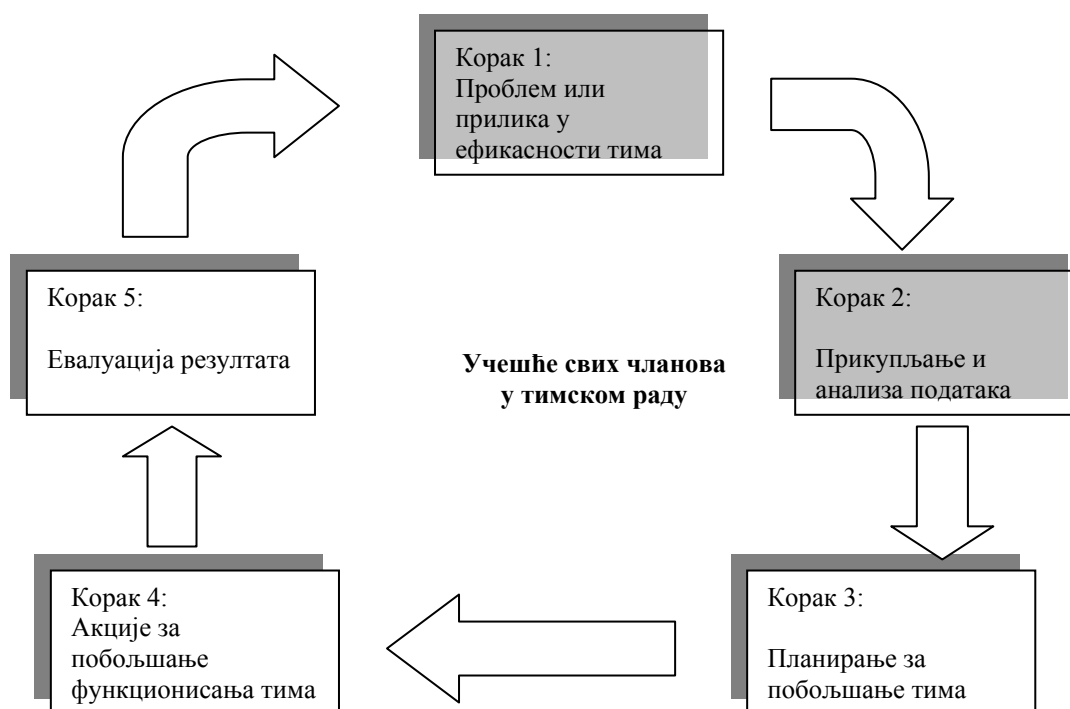 Корак 1:
Проблем или
прилика у
ефикасности тима
Корак 2:
Прикупљање и
анализа података
Корак 3:
Планирање за
побољшање тима
Корак 4:
Акције за
побољшање
функционисања тима
Корак 5:
Евалуација резултата
Учешће свих чланова
у тимском раду